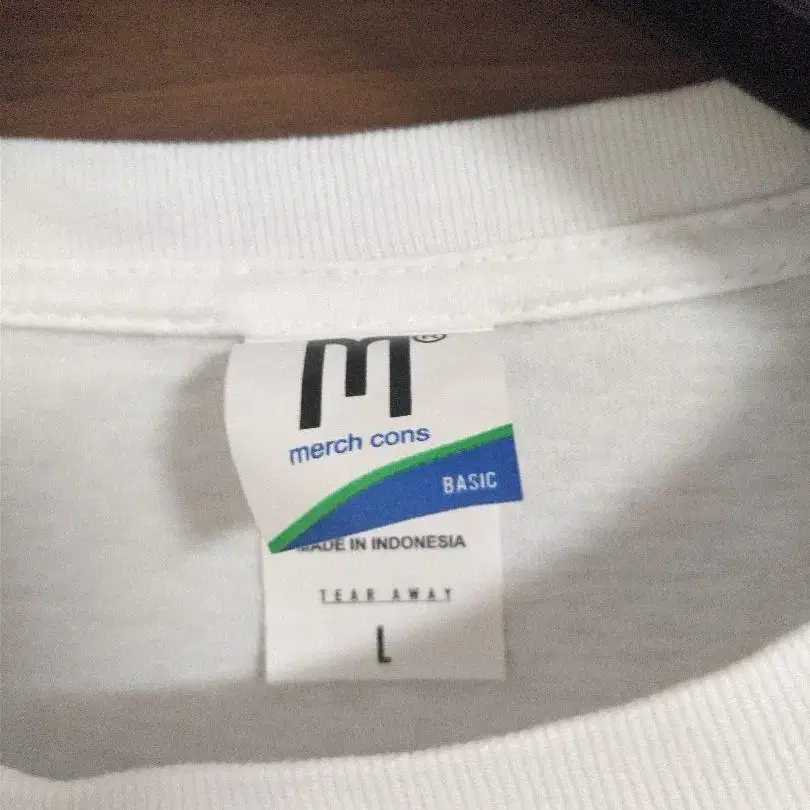 m®
merch cons
BASIC
MADE IN INDONESIA
TEAR AWAY
L